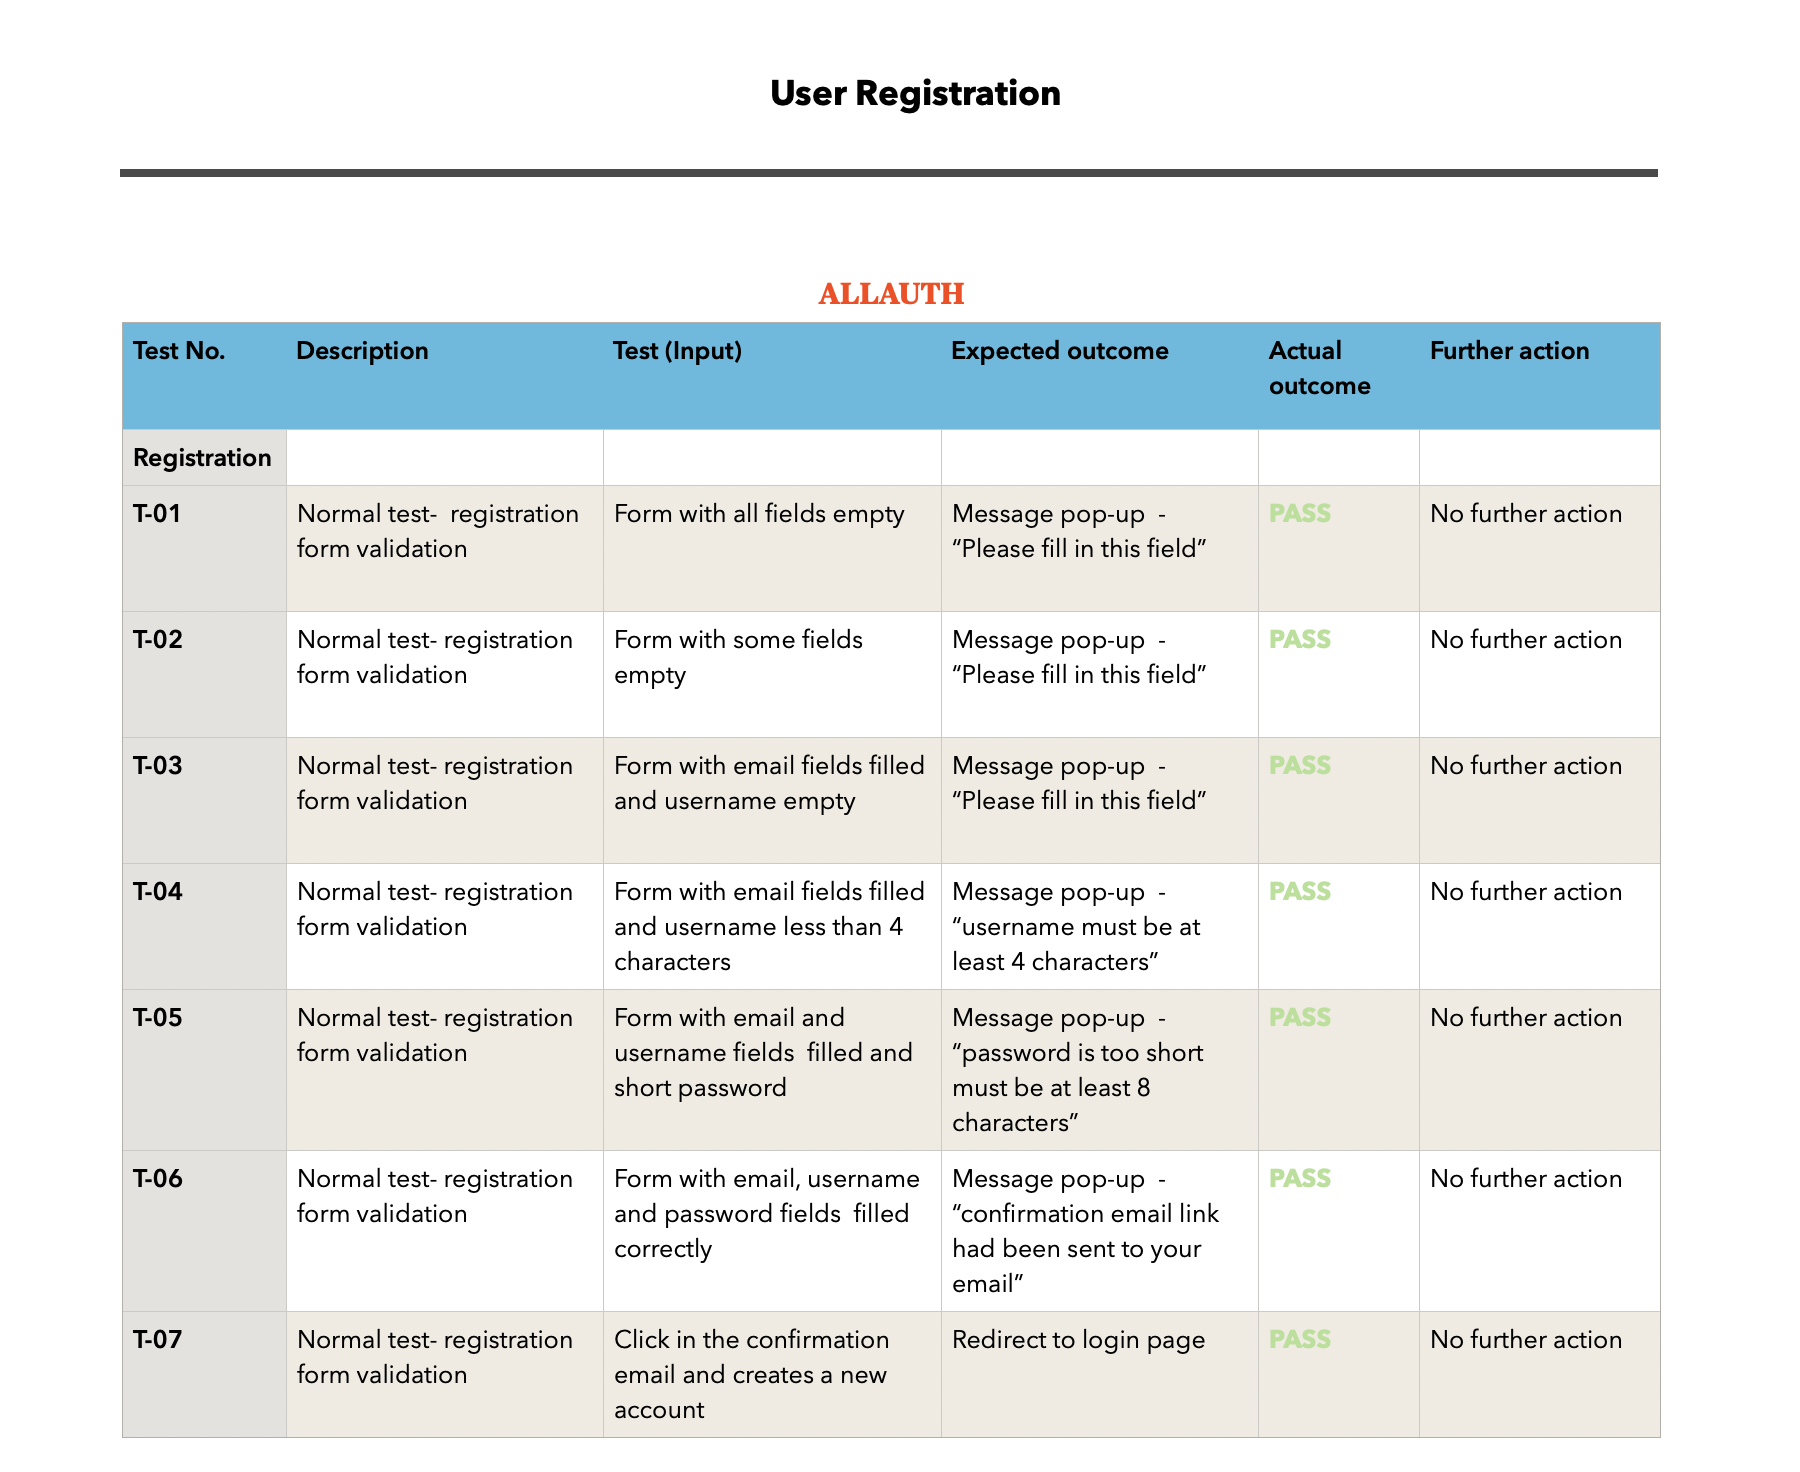 User Registration
ALLAUTH
Test No. Description Test (Input) Expected outcome Actual outcome Further action
Registration
T-01 Normal test-  registration form validation Form with all fields empty Message pop-up  - “Please fill in this field” PASS No further action
T-02 Normal test- registration form validation Form with some fields empty Message pop-up  - “Please fill in this field” PASS No further action
T-03 Normal test- registration form validation Form with email fields filled and username empty Message pop-up  - “Please fill in this field” PASS No further action
T-04 Normal test- registration form validation Form with email fields filled and username less than 4 characters Message pop-up  - “username must be at least 4 characters” PASS No further action
T-05 Normal test- registration form validation Form with email and username fields  filled and short password Message pop-up  - “password is too short must be at least 8 characters” PASS No further action
T-06 Normal test- registration form validation Form with email, username and password fields  filled correctly Message pop-up  - “confirmation email link had been sent to your email” PASS No further action
T-07 Normal test- registration form validation Click in the confirmation email and creates a new account Redirect to login page PASS No further action